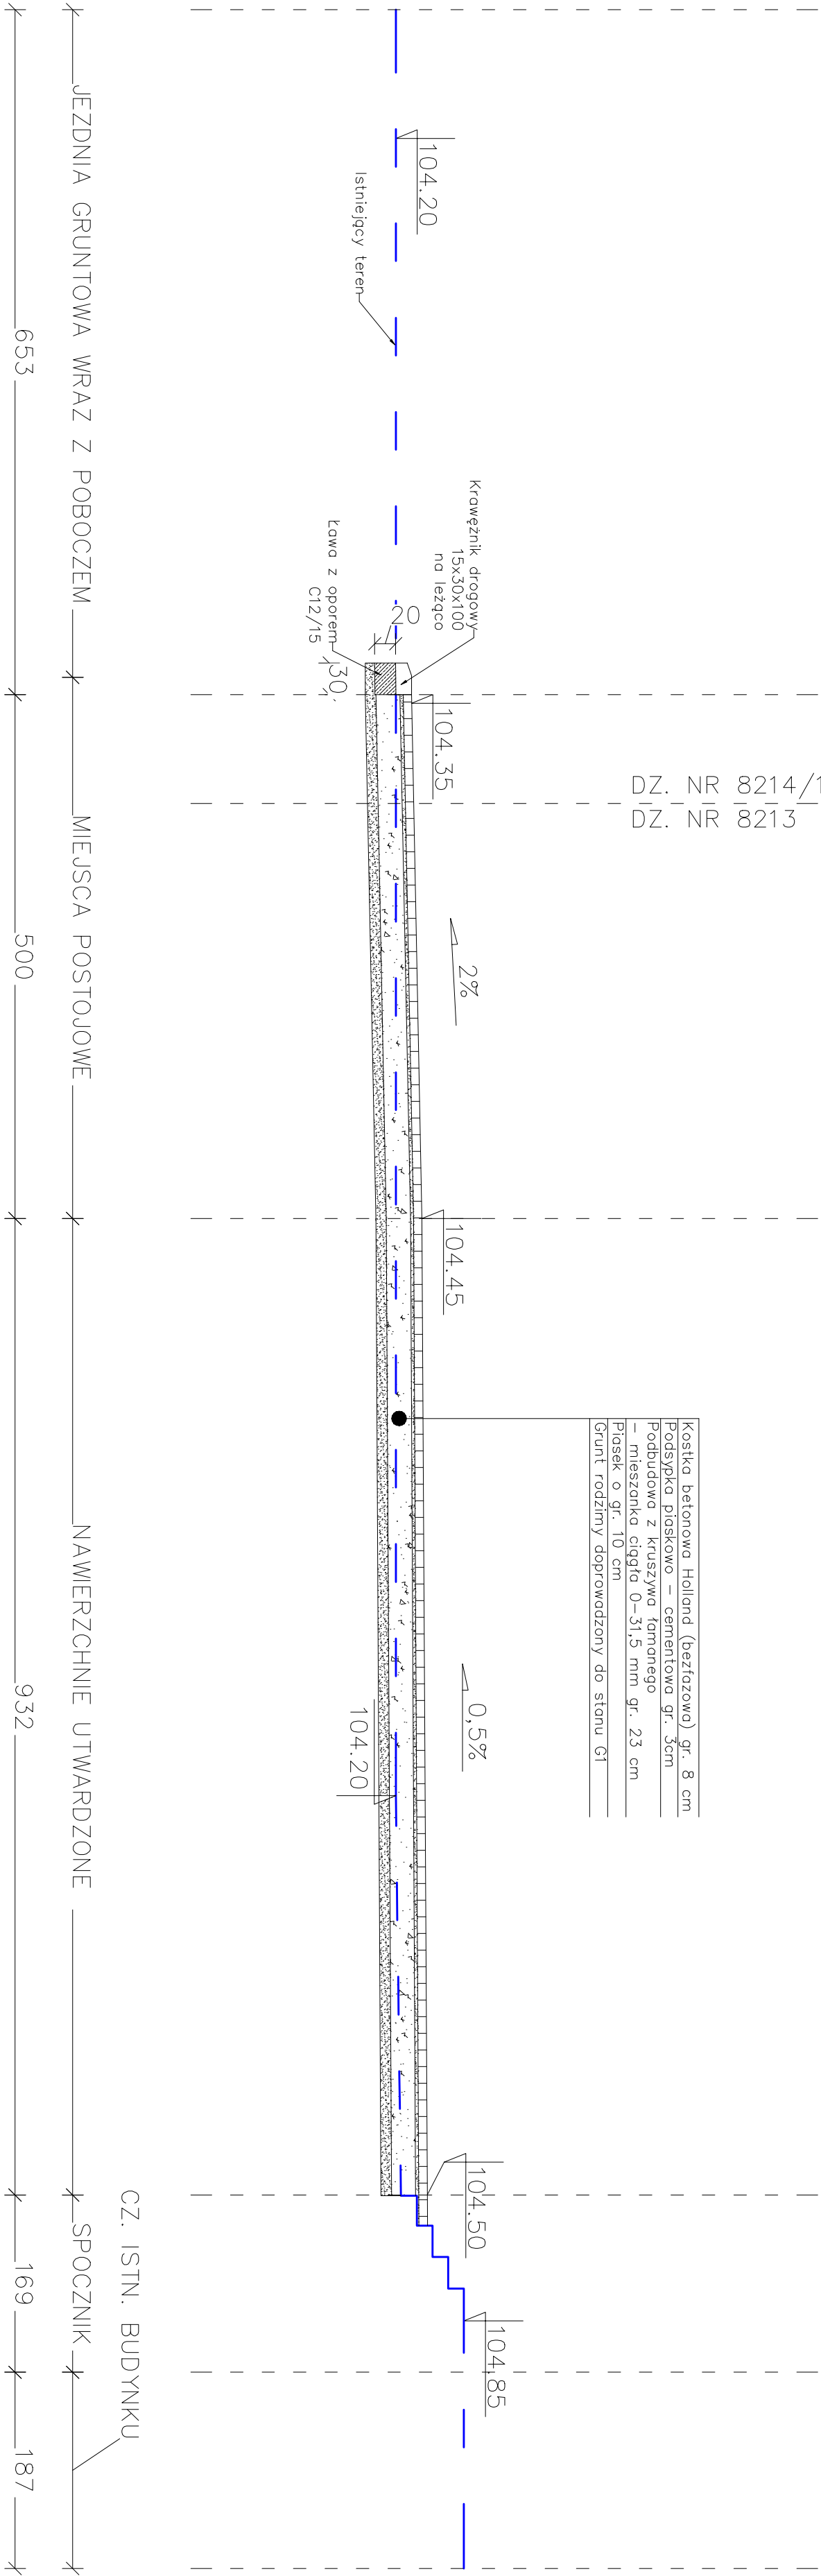 DZ. NR 8214/1
DZ. NR 8213
Kostka betonowa Holland (bezfazowa) gr. 8 cm
Podsypka piaskowo - cementowa gr. 3cm
Podbudowa z kruszywa łamanego
- mieszanka ciągła 0-31,5 mm gr. 23 cm
Piasek o gr. 10 cm
Grunt rodzimy doprowadzony do stanu G1
104.20
Istniejący teren
Krawężnik drogowy
15x30x100
na leżąco
20
Ława z oporem
C12/15
30
104.35
2%
104.45
0,5%
104.20
104.50
104.85
CZ. ISTN. BUDYNKU
JEZDNIA GRUNTOWA WRAZ Z POBOCZEM
MIEJSCA POSTOJOWE
NAWIERZCHNIE UTWARDZONE
SPOCZNIK
653
500
932
169
187